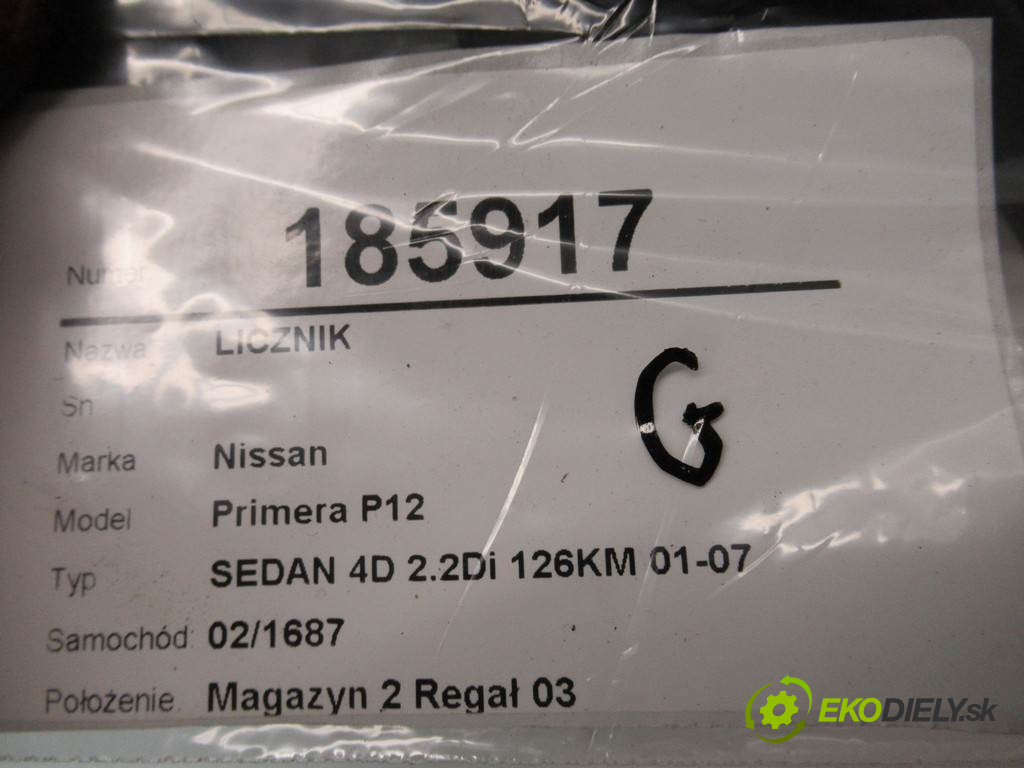 Numer 185917
Nazwa LICZNIK
Sn
G
Marka Nissan
Model Primera P12
Typ SEDAN 4D 2.2Di 126KM 01-07
Samochód: 02/1687
Położenie. Magazyn 2 Regał 03
EKODIELY.sk